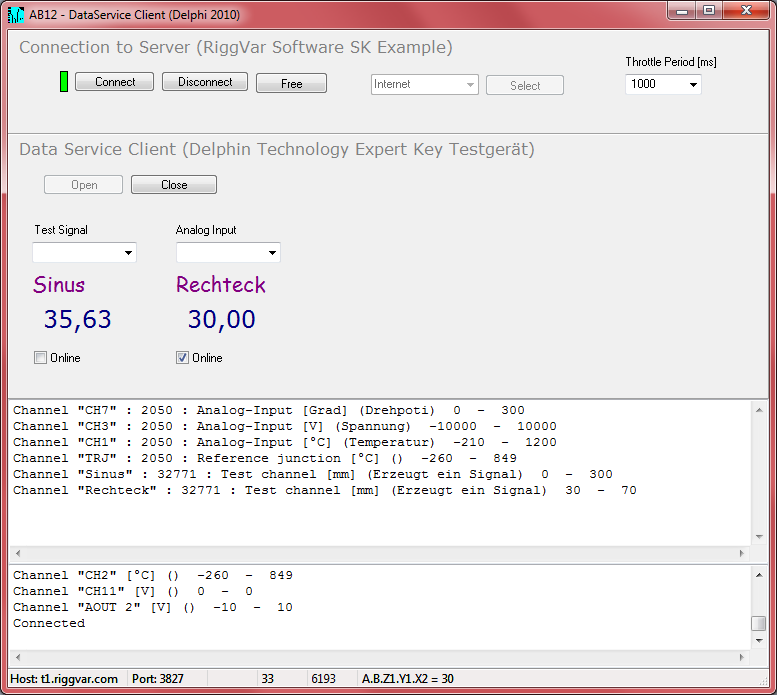 AB12 - DataService Client (Delphi 2010)
Connection to Server (RiggVar Software SK Example)
Throttle Period [ms]
Connect Disconnect Free Internet Select 1000
Data Service Client (Delphin Technology Expert Key Testgerät)
Open Close
Test Signal Analog Input
Sinus Rechteck
35,63 30,00
Online Online
Channel "CH7" : 2050 : Analog-Input [Grad] (Drehpoti)  0  -  300
Channel "CH3" : 2050 : Analog-Input [V] (Spannung)  -10000  -  10000
Channel "CH1" : 2050 : Analog-Input [°C] (Temperatur)  -210  -  1200
Channel "TRJ" : 2050 : Reference junction [°C] ()  -260  -  849
Channel "Sinus" : 32771 : Test channel [mm] (Erzeugt ein Signal)  0  -  300
Channel "Rechteck" : 32771 : Test channel [mm] (Erzeugt ein Signal)  30  -  70
Channel "CH2" [°C] ()  -260  -  849
Channel "CH11" [V] ()  0  -  0
Channel "AOUT 2" [V] ()  -10  -  10
Connected
Host: t1.riggvar.com Port: 3827 33 6193 A.B.Z1.Y1.X2 = 30